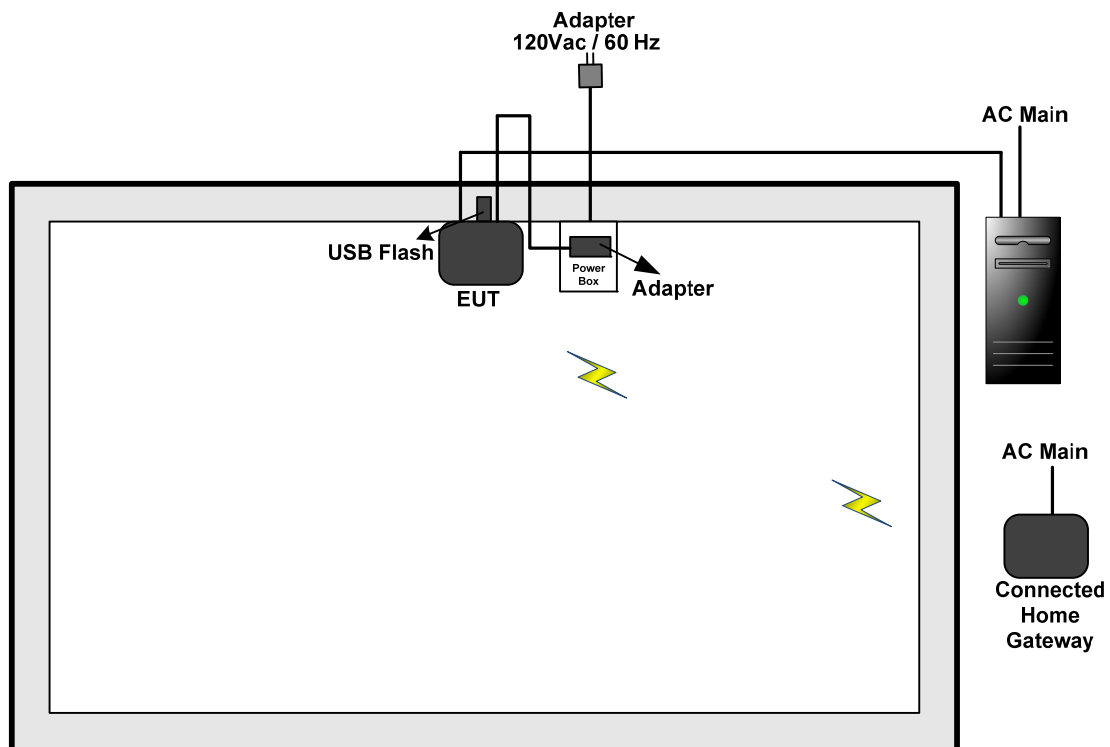 Adapter
120Vac / 60 Hz
AC Main
USB Flash
EUT
Power
Box
Adapter
AC Main
Connected
Home
Gateway